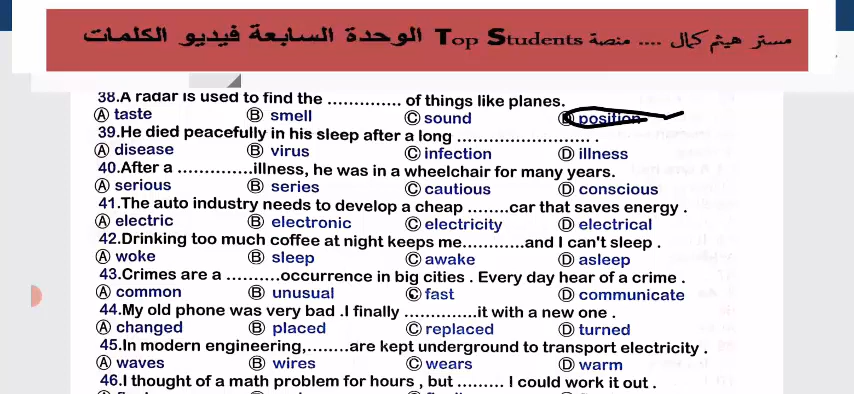 مستر هيثم كمال .... منصة Top Students الوحدة السابعة فيديو الكلمات
38.A radar is used to find the .............. of things like planes.
Ⓐ taste Ⓑ smell Ⓒ sound Ⓓ position
39.He died peacefully in his sleep after a long .......................... .
Ⓐ disease Ⓑ virus Ⓒ infection Ⓓ illness
40.After a ..............illness, he was in a wheelchair for many years.
Ⓐ serious Ⓑ series Ⓒ cautious Ⓓ conscious
41.The auto industry needs to develop a cheap ........car that saves energy .
Ⓐ electric Ⓑ electronic Ⓒ electricity Ⓓ electrical
42.Drinking too much coffee at night keeps me............and I can't sleep .
Ⓐ woke Ⓑ sleep Ⓒ awake Ⓓ asleep
43.Crimes are a ..........occurrence in big cities . Every day hear of a crime .
Ⓐ common Ⓑ unusual Ⓒ fast Ⓓ communicate
44.My old phone was very bad .I finally ..............it with a new one .
Ⓐ changed Ⓑ placed Ⓒ replaced Ⓓ turned
45.In modern engineering,........are kept underground to transport electricity .
Ⓐ waves Ⓑ wires Ⓒ wears Ⓓ warm
46.I thought of a math problem for hours , but ......... I could work it out .